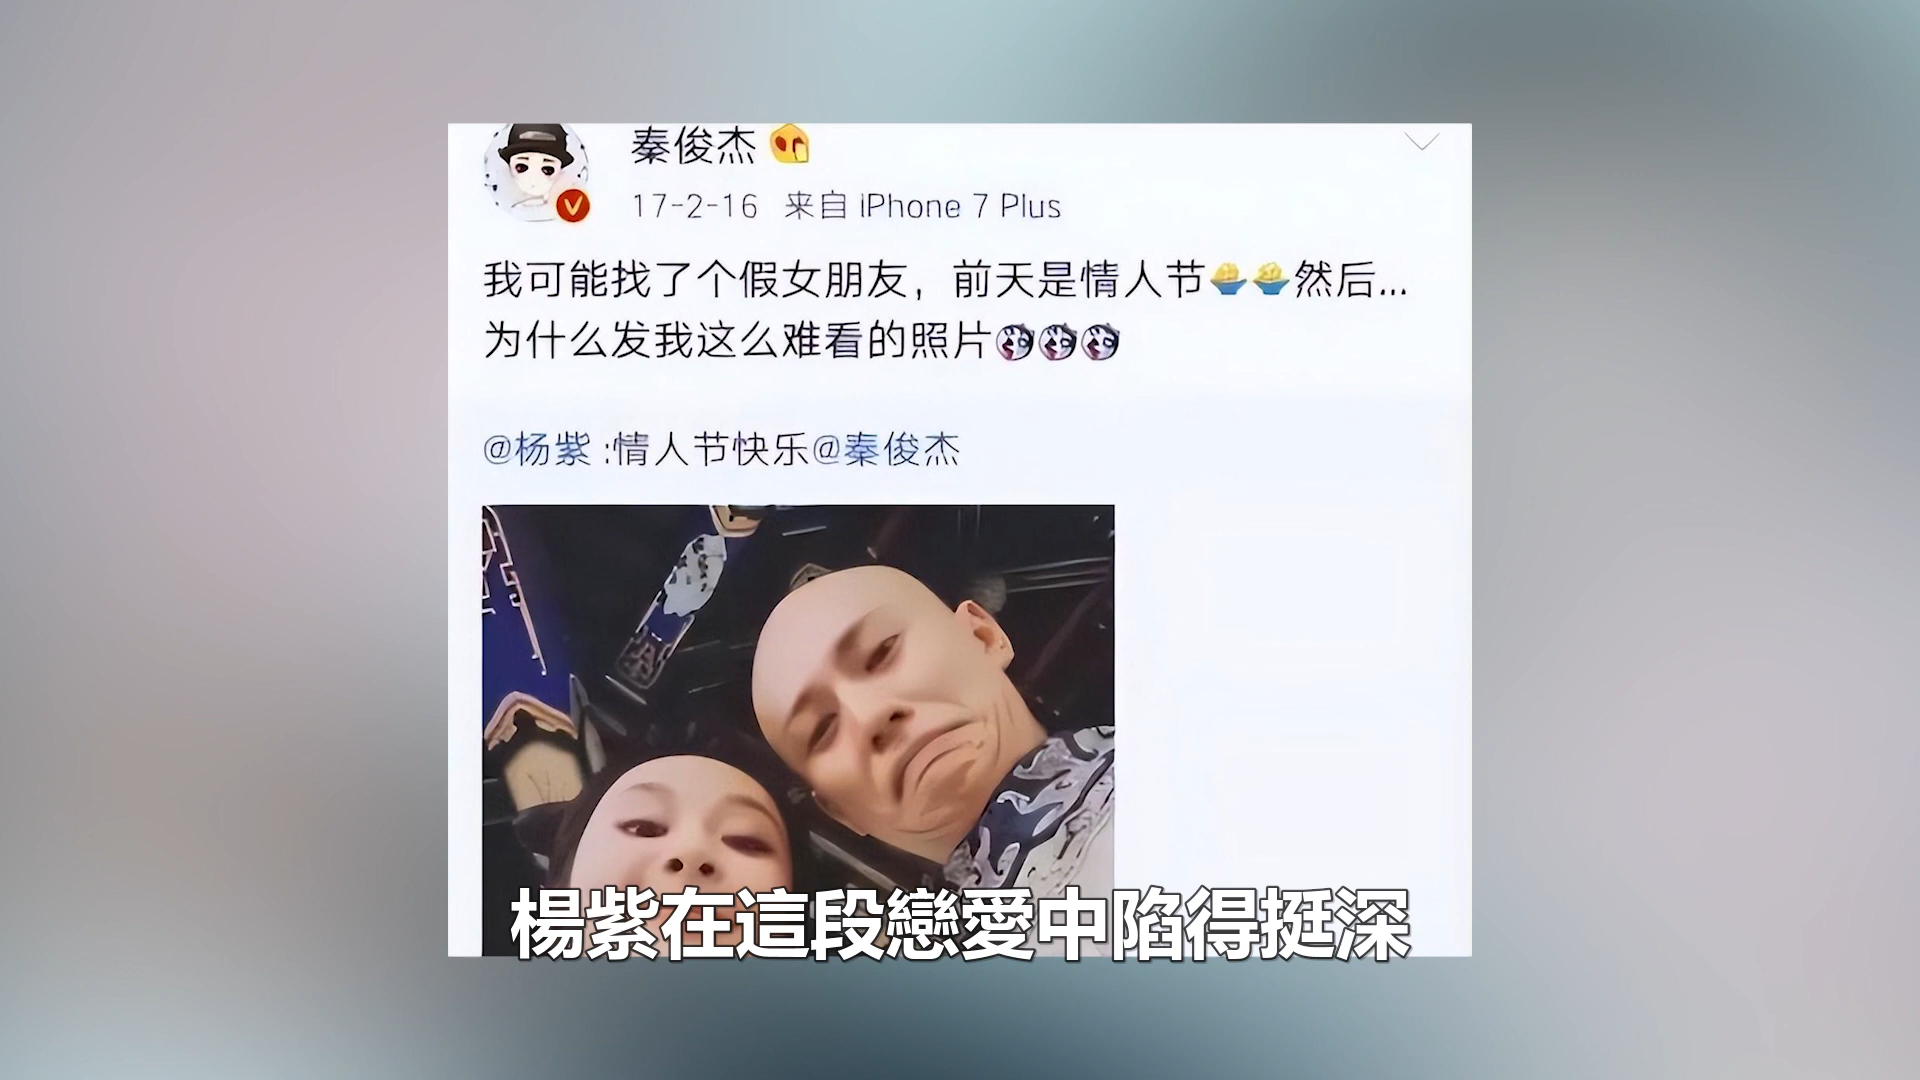 秦俊杰
17-2-16 来自 iPhone 7 Plus
我可能找了个假女朋友，前天是情人节然后...
为什么发我这么难看的照片
@杨紫 :情人节快乐@秦俊杰
楊紫在這段戀愛中陷得挺深